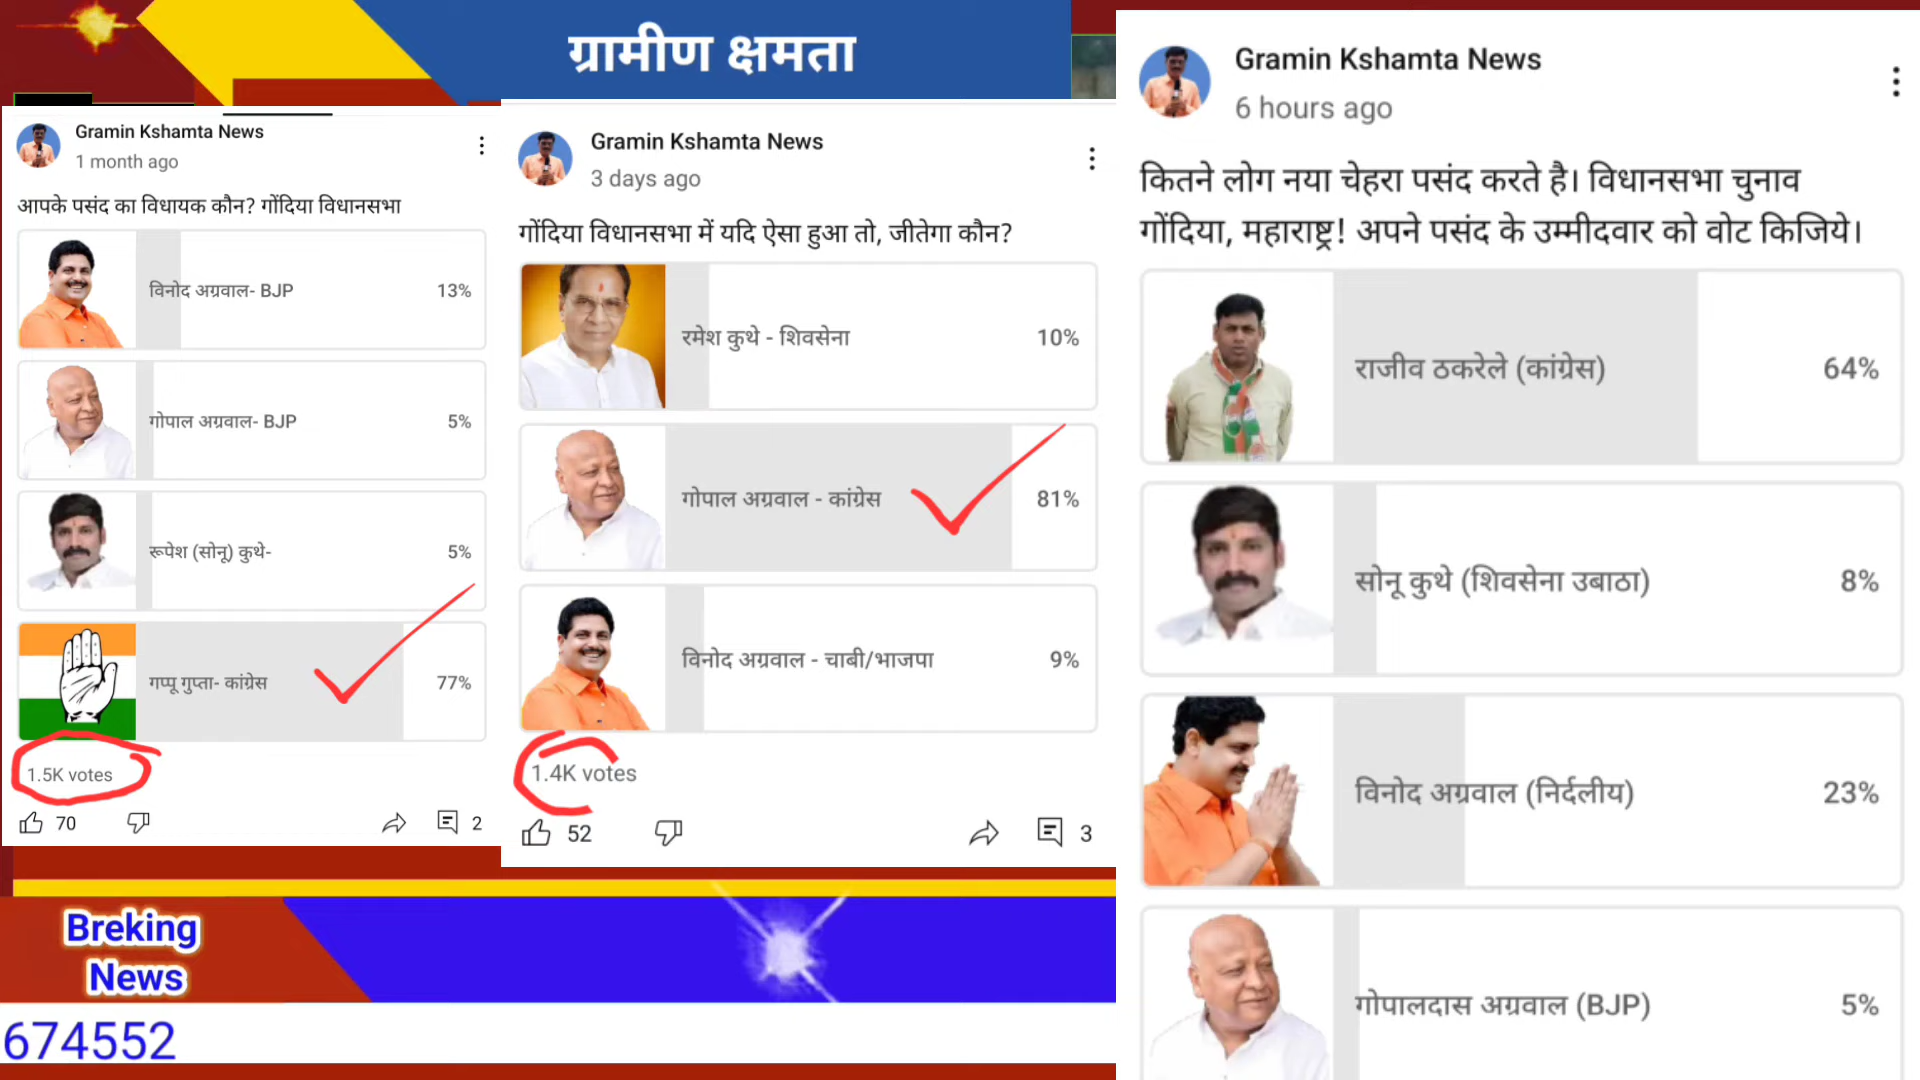 ग्रामीण क्षमता
Gramin Kshamta News
1 month ago
आपके पसंद का विधायक कौन? गोंदिया विधानसभा
विनोद अग्रवाल- BJP 13%
गोपाल अग्रवाल- BJP 5%
रूपेश (सोनू) कुथे- 5%
गप्पू गुप्ता- कांग्रेस 77%
1.5K votes
70 2
Gramin Kshamta News
3 days ago
गोंदिया विधानसभा में यदि ऐसा हुआ तो, जीतेगा कौन?
रमेश कुथे - शिवसेना 10%
गोपाल अग्रवाल - कांग्रेस 81%
विनोद अग्रवाल - चाबी/भाजपा 9%
1.4K votes
52 3
Gramin Kshamta News
6 hours ago
कितने लोग नया चेहरा पसंद करते है। विधानसभा चुनाव
गोंदिया, महाराष्ट्र! अपने पसंद के उम्मीदवार को वोट किजिये।
राजीव ठकरेले (कांग्रेस) 64%
सोनू कुथे (शिवसेना उबाठा) 8%
विनोद अग्रवाल (निर्दलीय) 23%
गोपालदास अग्रवाल (BJP) 5%
Breking
News
674552